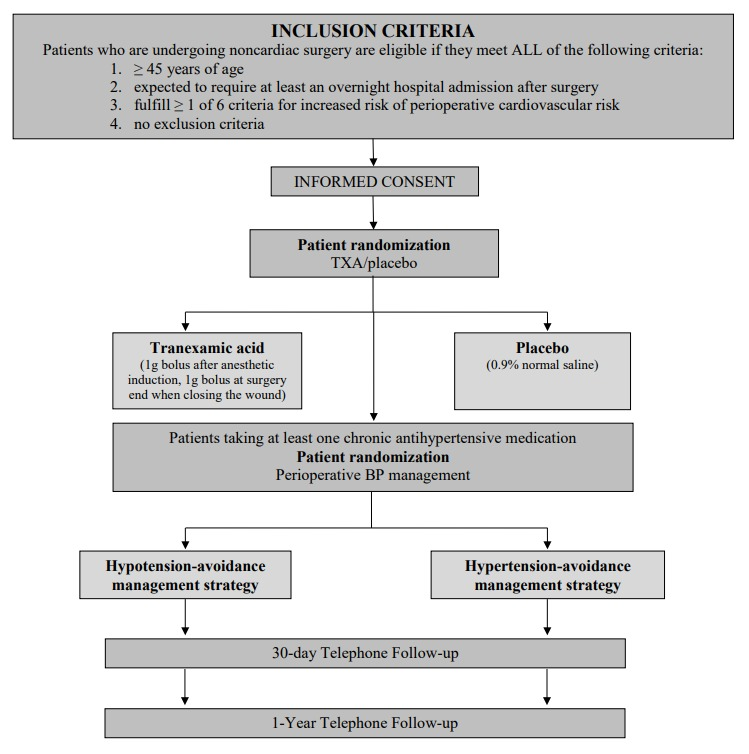 INCLUSION CRITERIA
Patients who are undergoing noncardiac surgery are eligible if they meet ALL of the following criteria:
1. ≥ 45 years of age
2. expected to require at least an overnight hospital admission after surgery
3. fulfill ≥ 1 of 6 criteria for increased risk of perioperative cardiovascular risk
4. no exclusion criteria
INFORMED CONSENT
Patient randomization
TXA/placebo
Tranexamic acid
(1g bolus after anesthetic
induction, 1g bolus at surgery
end when closing the wound)
Placebo
(0.9% normal saline)
Patients taking at least one chronic antihypertensive medication
Patient randomization
Perioperative BP management
Hypotension-avoidance
management strategy
Hypertension-avoidance
management strategy
30-day Telephone Follow-up
1-Year Telephone Follow-up